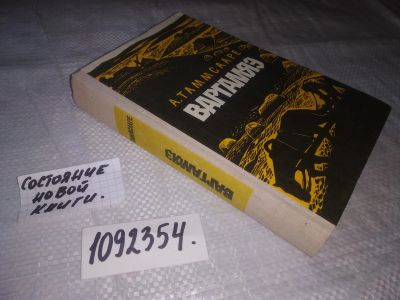 А.ТАММСААРЕ
ВАРГАМЯЭ
ВАРГАМЯЭ
СОСТОЯНИЕ
НОВОЙ
КНИГИ.
1092354.